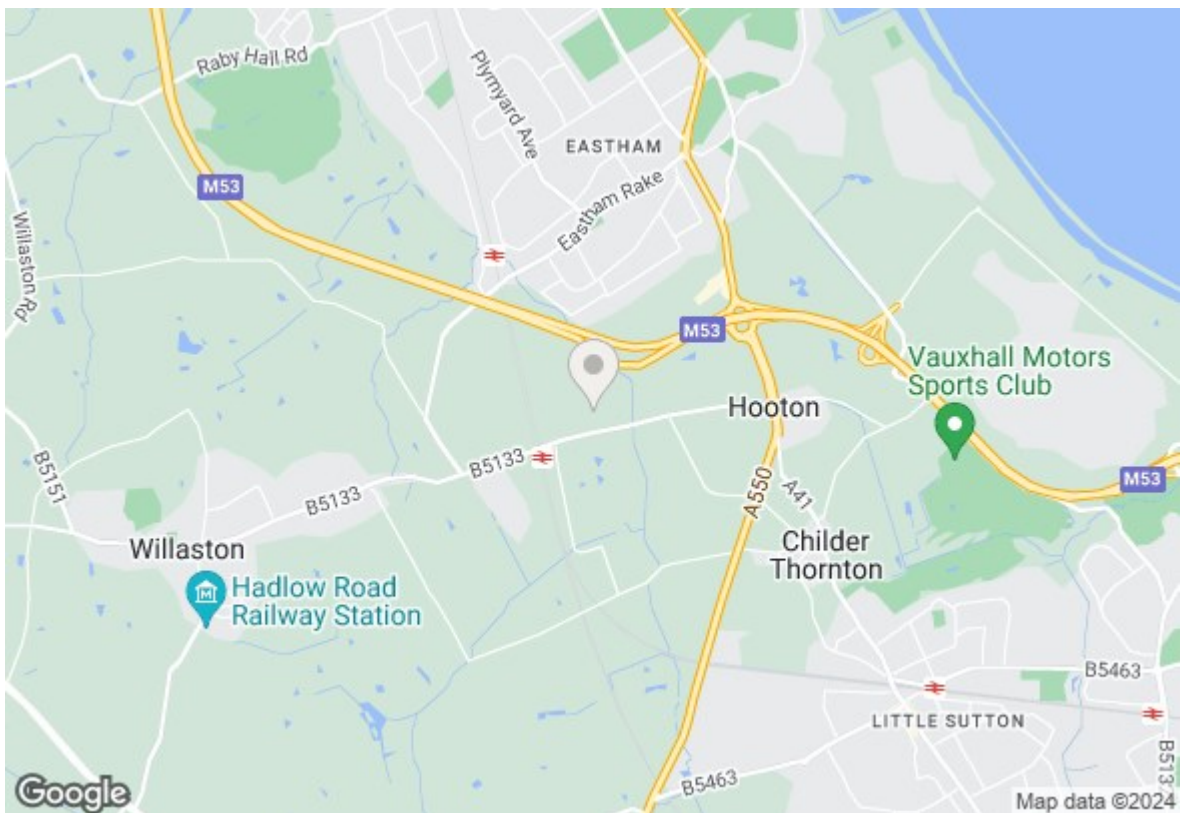 Raby Hall Rd
Plymyard Ave
EASTHAM
M53
Eastham Rake
Willaston Rd
M53
Vauxhall Motors
Sports Club
Hooton
B5151
B5133
B5133
A550
A41
M53
Willaston
Childer
Thornton
Hadlow Road
Railway Station
B5463
LITTLE SUTTON
B5463
B513
Google
Map data ©2024